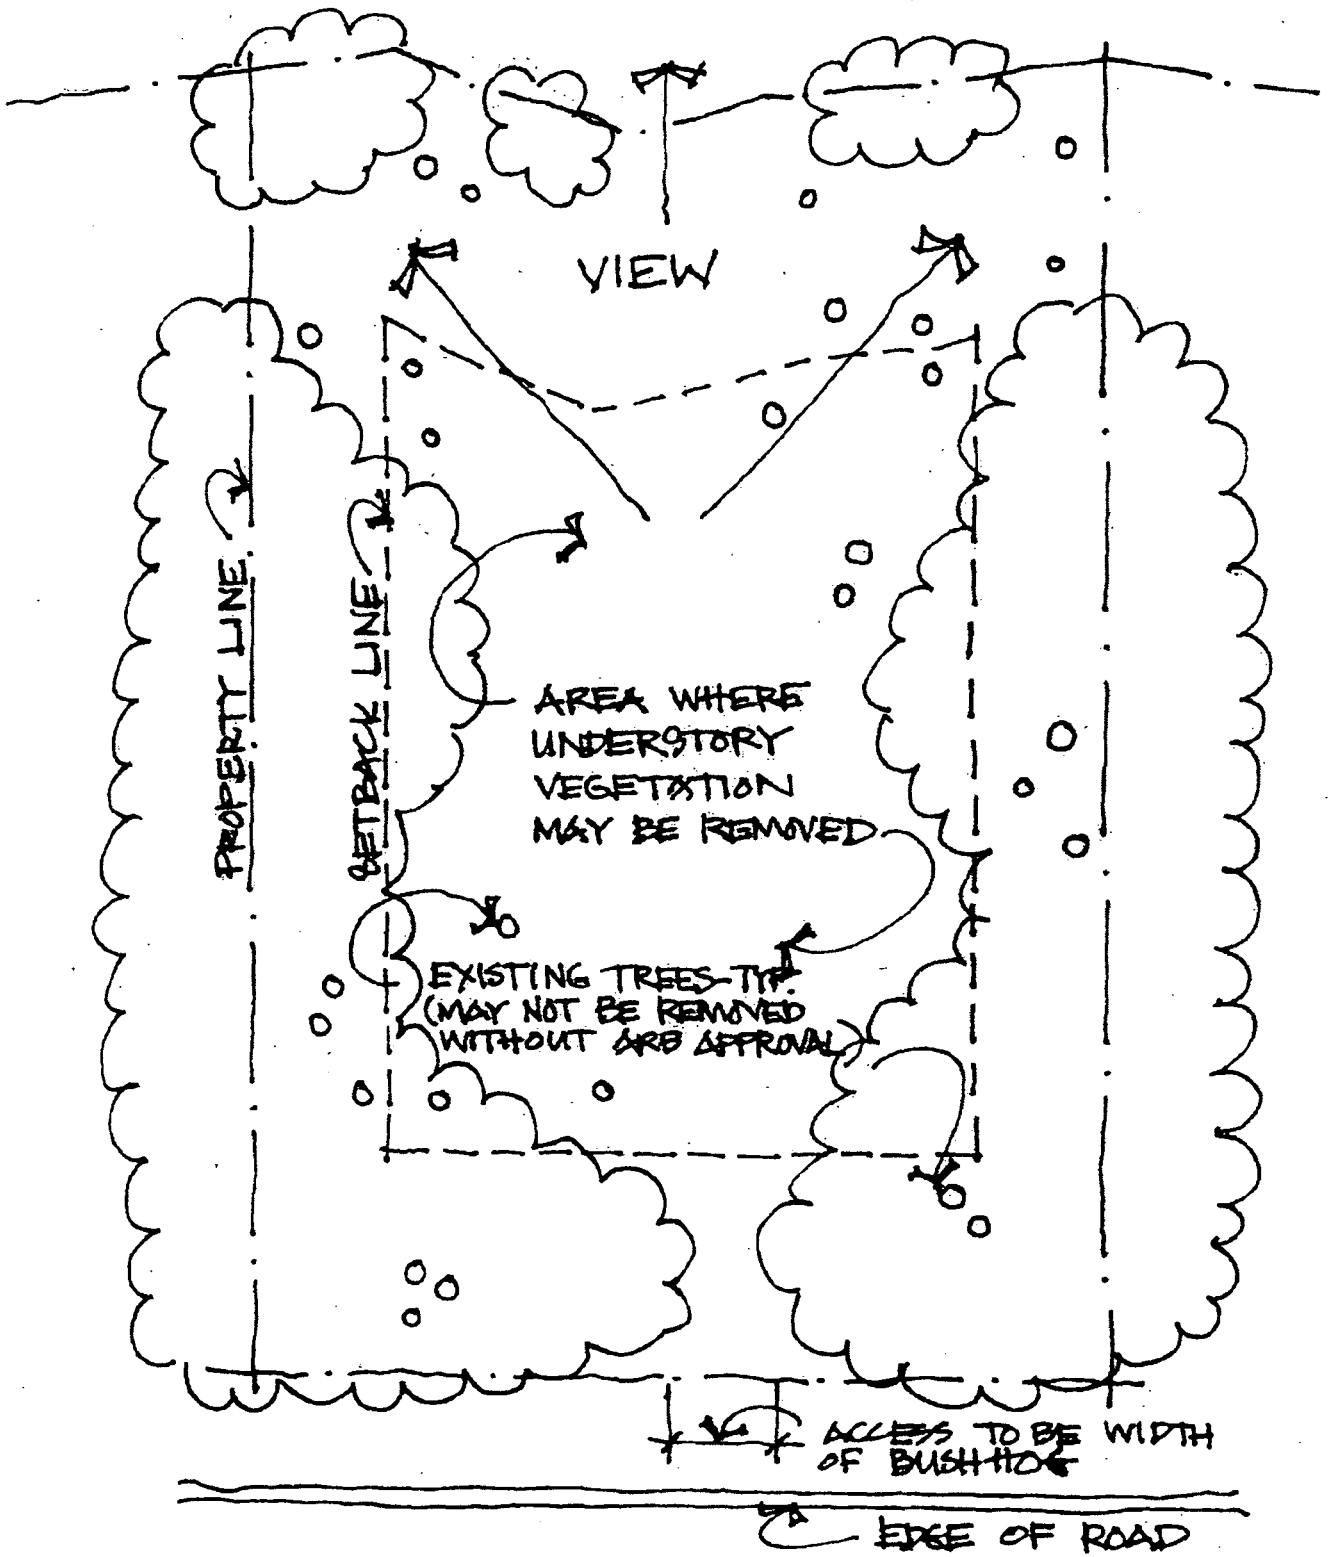 VIEW
PROPERTY LINE
SETBACK LINE
AREA WHERE
UNDERSTORY
VEGETATION
MAY BE REMOVED
EXISTING TREES-TYP.
(MAY NOT BE REMOVED
WITHOUT ARB APPROVAL)
ACCESS TO BE WIDTH
OF BUSHHOG
EDGE OF ROAD